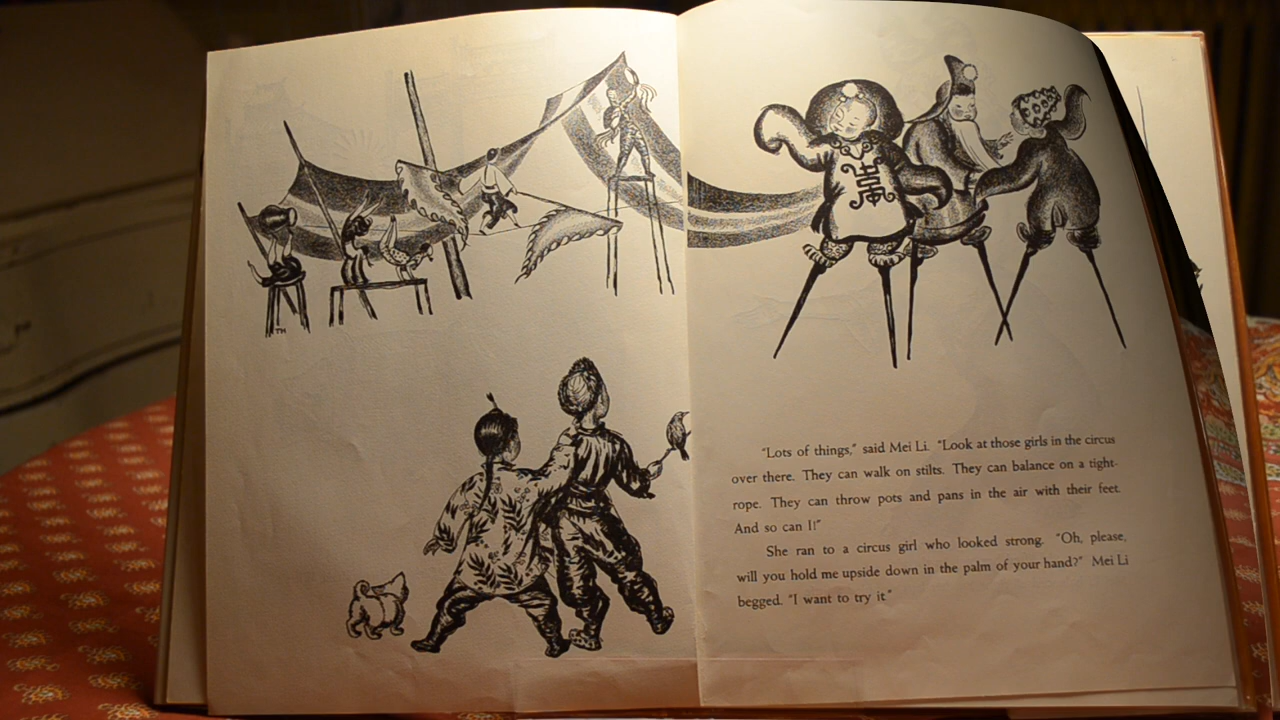 "Lots of things," said Mei Li. "Look at those girls in the circus
over there. They can walk on stilts. They can balance on a tight-
rope. They can throw pots and pans in the air with their feet.
And so can I!"
She ran to a circus girl who looked strong. "Oh, please,
will you hold me upside down in the palm of your hand?" Mei Li
begged. "I want to try it"
TH